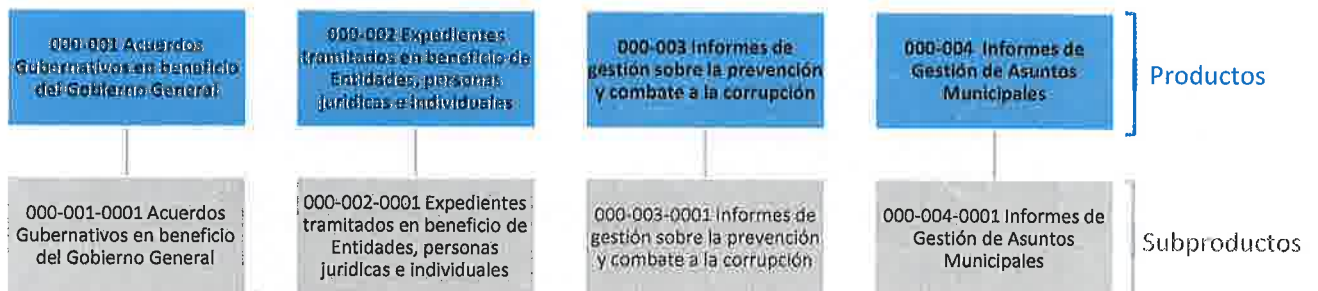 000-001 Acuerdos
Gubernativos en beneficio
del Gobierno General
000-002 Expedientes
tramitados en beneficio de
Entidades, personas
jurídicas e individuales
000-003 Informes de
gestión sobre la prevención
y combate a la corrupción
000-004 Informes de
Gestión de Asuntos
Municipales
Productos
000-001-0001 Acuerdos
Gubernativos en beneficio
del Gobierno General
000-002-0001 Expedientes
tramitados en beneficio de
Entidades, personas
jurídicas e individuales
000-003-0001 Informes de
gestión sobre la prevención
y combate a la corrupción
000-004-0001 Informes de
Gestión de Asuntos
Municipales
Subproductos